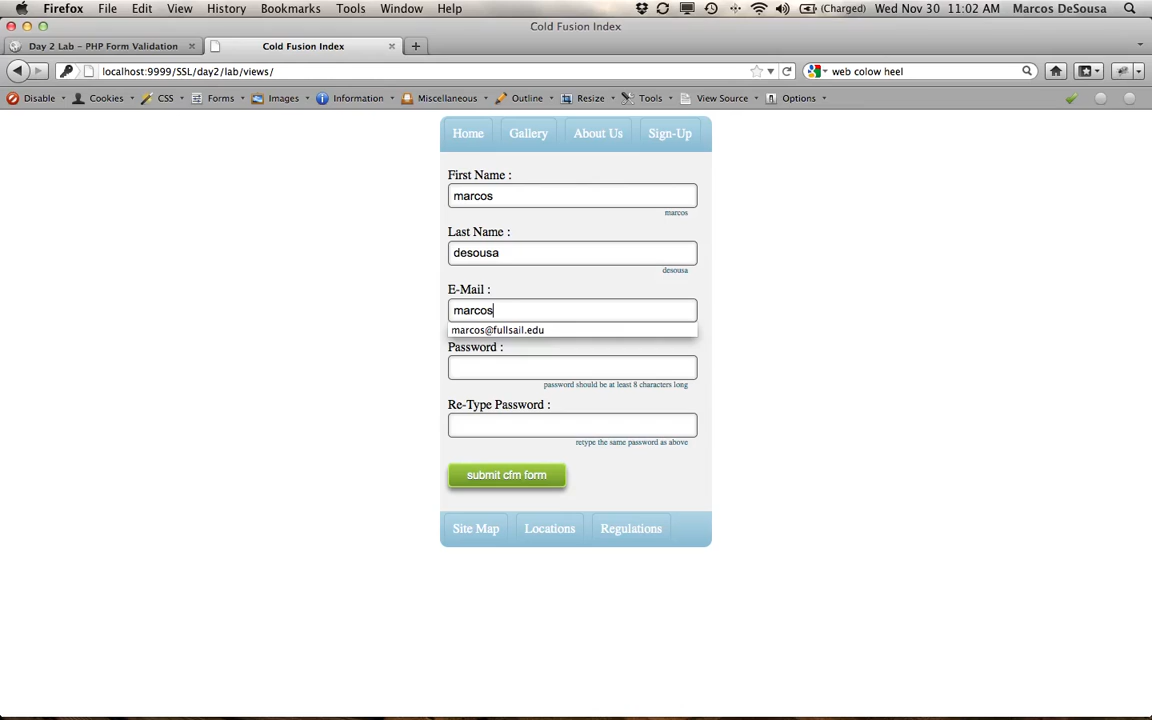 Firefox File Edit View History Bookmarks Tools Window Help (Charged) Wed Nov 30 11:02 AM Marcos DeSousa
Cold Fusion Index
Day 2 Lab – PHP Form Validation Cold Fusion Index
localhost:9999/SSL/day2/lab/views/ web colow heel
Disable Cookies CSS Forms Images Information Miscellaneous Outline Resize Tools View Source Options
Home Gallery About Us Sign-Up
First Name :
marcos
marcos
Last Name :
desousa
desousa
E-Mail :
marcos
marcos@fullsail.edu
Password :
password should be at least 8 characters long
Re-Type Password :
retype the same password as above
submit cfm form
Site Map Locations Regulations